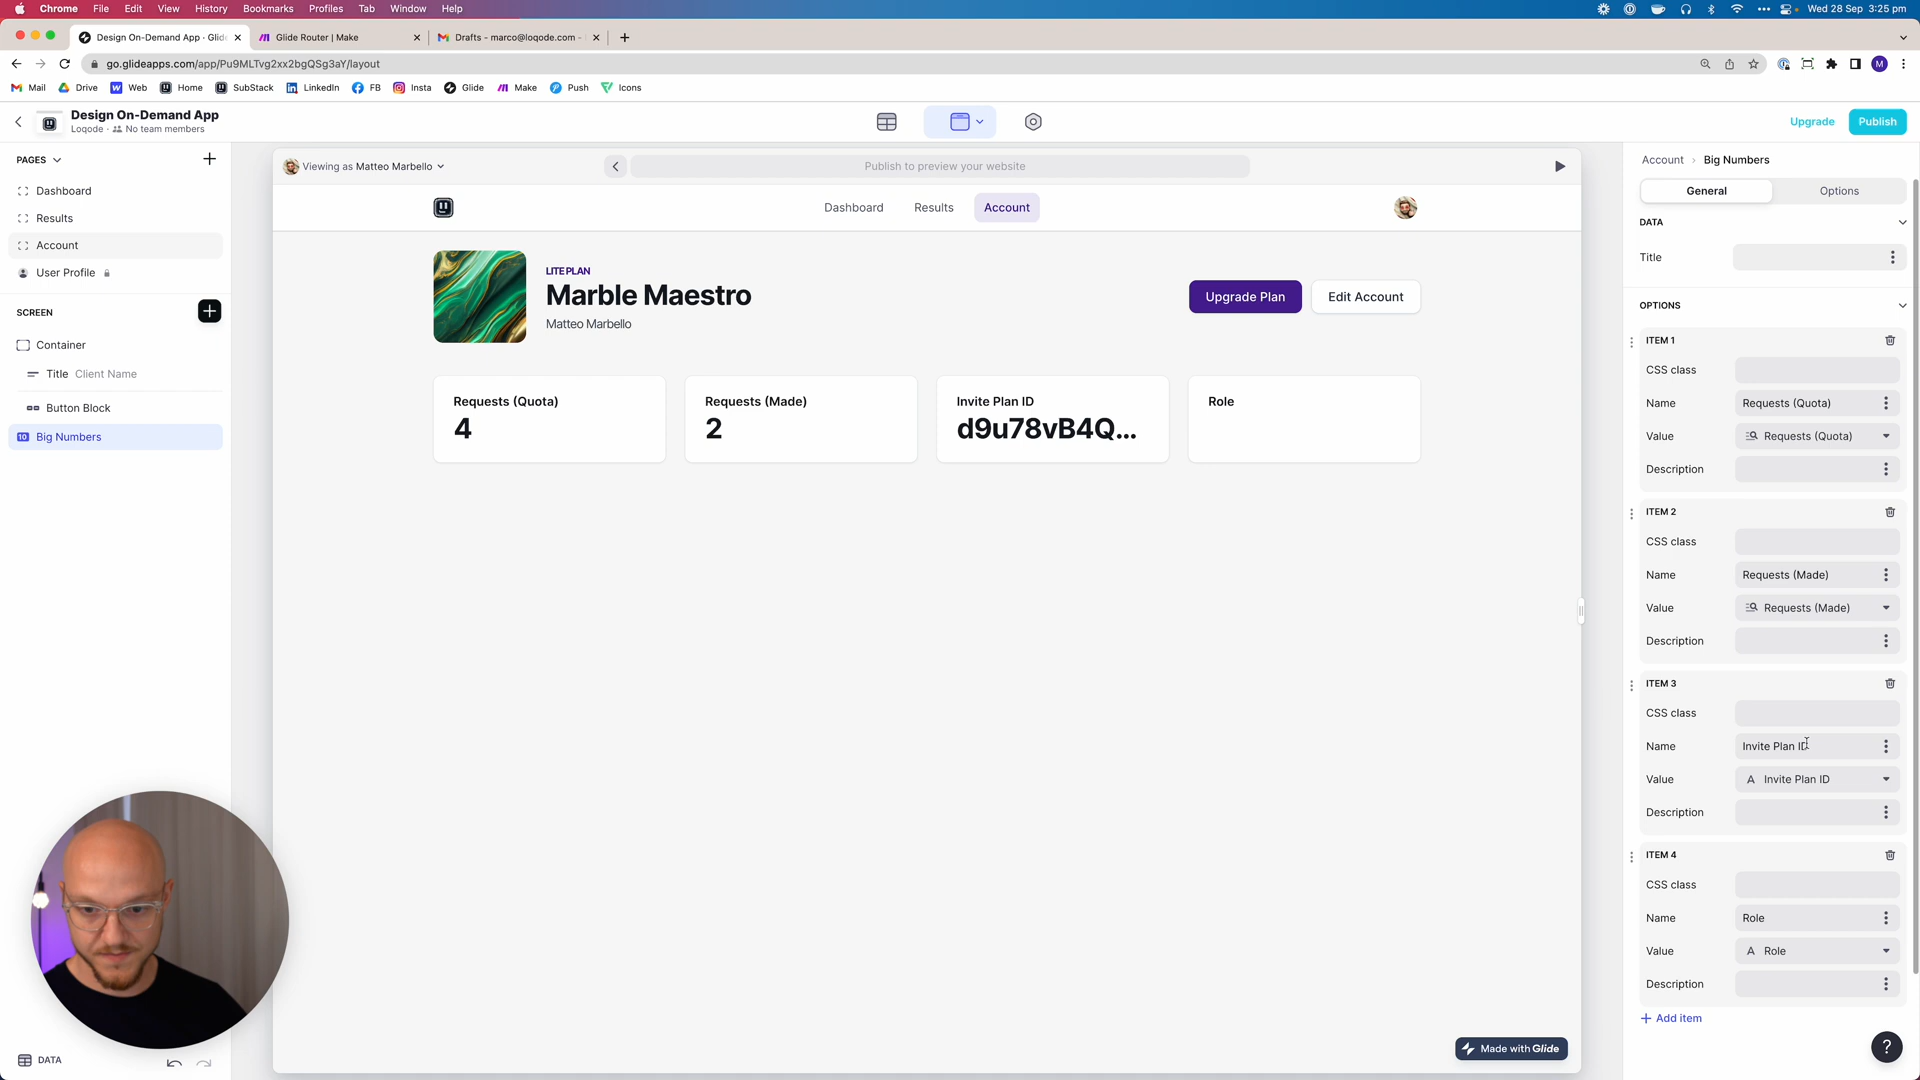 Chrome File Edit View History Bookmarks Profiles Tab Window Help
Wed 28 Sep 3:25 pm
Design On-Demand App · Glid
Glide Router | Make
Drafts - marco@loqode.com -
go.glideapps.com/app/Pu9MLTvg2xx2bgQSg3aY/layout
Mail Drive Web Home SubStack LinkedIn FB Insta Glide Make Push Icons
M
Design On-Demand App
Loqode · No team members
Upgrade
Publish
PAGES
Dashboard
Results
Account
User Profile
SCREEN
Container
Title Client Name
Button Block
10 Big Numbers
DATA
Viewing as Matteo Marbello
Publish to preview your website
Dashboard Results Account
LITE PLAN
Marble Maestro
Matteo Marbello
Upgrade Plan
Edit Account
Requests (Quota)
4
Requests (Made)
2
Invite Plan ID
d9u78vB4Q...
Role
Made with Glide
Account › Big Numbers
General Options
DATA
Title
OPTIONS
ITEM 1
CSS class
Name Requests (Quota)
Value Requests (Quota)
Description
ITEM 2
CSS class
Name Requests (Made)
Value Requests (Made)
Description
ITEM 3
CSS class
Name Invite Plan ID
Value A Invite Plan ID
Description
ITEM 4
CSS class
Name Role
Value A Role
Description
+ Add item
?